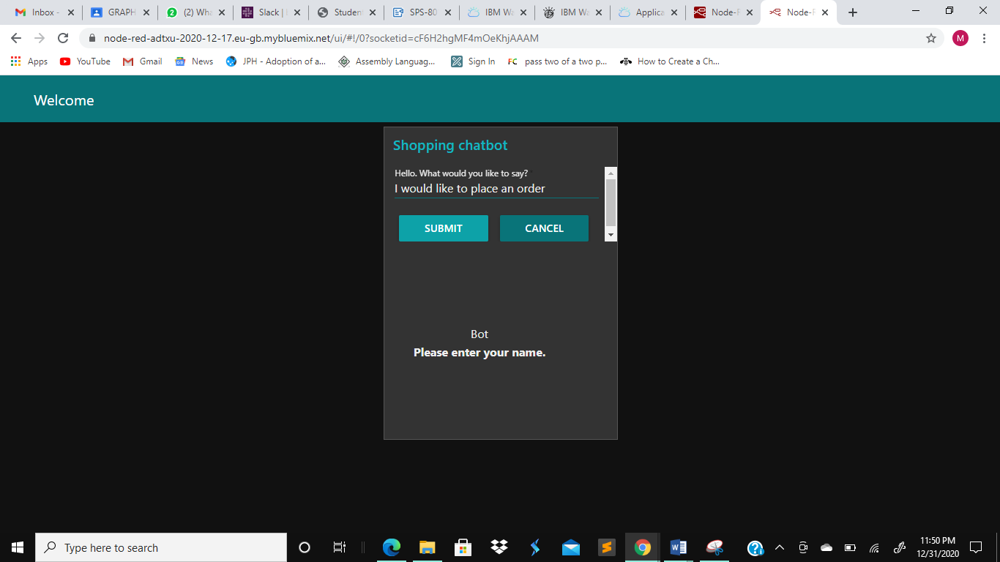 Inbox -
GRAPH
(2) Wha
Slack |
Student
SPS-80
IBM Wa
IBM Wa
Applica
Node-R
Node-R
node-red-adtxu-2020-12-17.eu-gb.mybluemix.net/ui/#!/0?socketid=cF6H2hgMF4mOeKhjAAAM
M
Apps
YouTube
Gmail
News
JPH - Adoption of a...
Assembly Languag...
Sign In
FC pass two of a two p...
How to Create a Ch...
Welcome
Shopping chatbot
Hello. What would you like to say?
I would like to place an order
SUBMIT
CANCEL
Bot
Please enter your name.
Type here to search
11:50 PM
12/31/2020